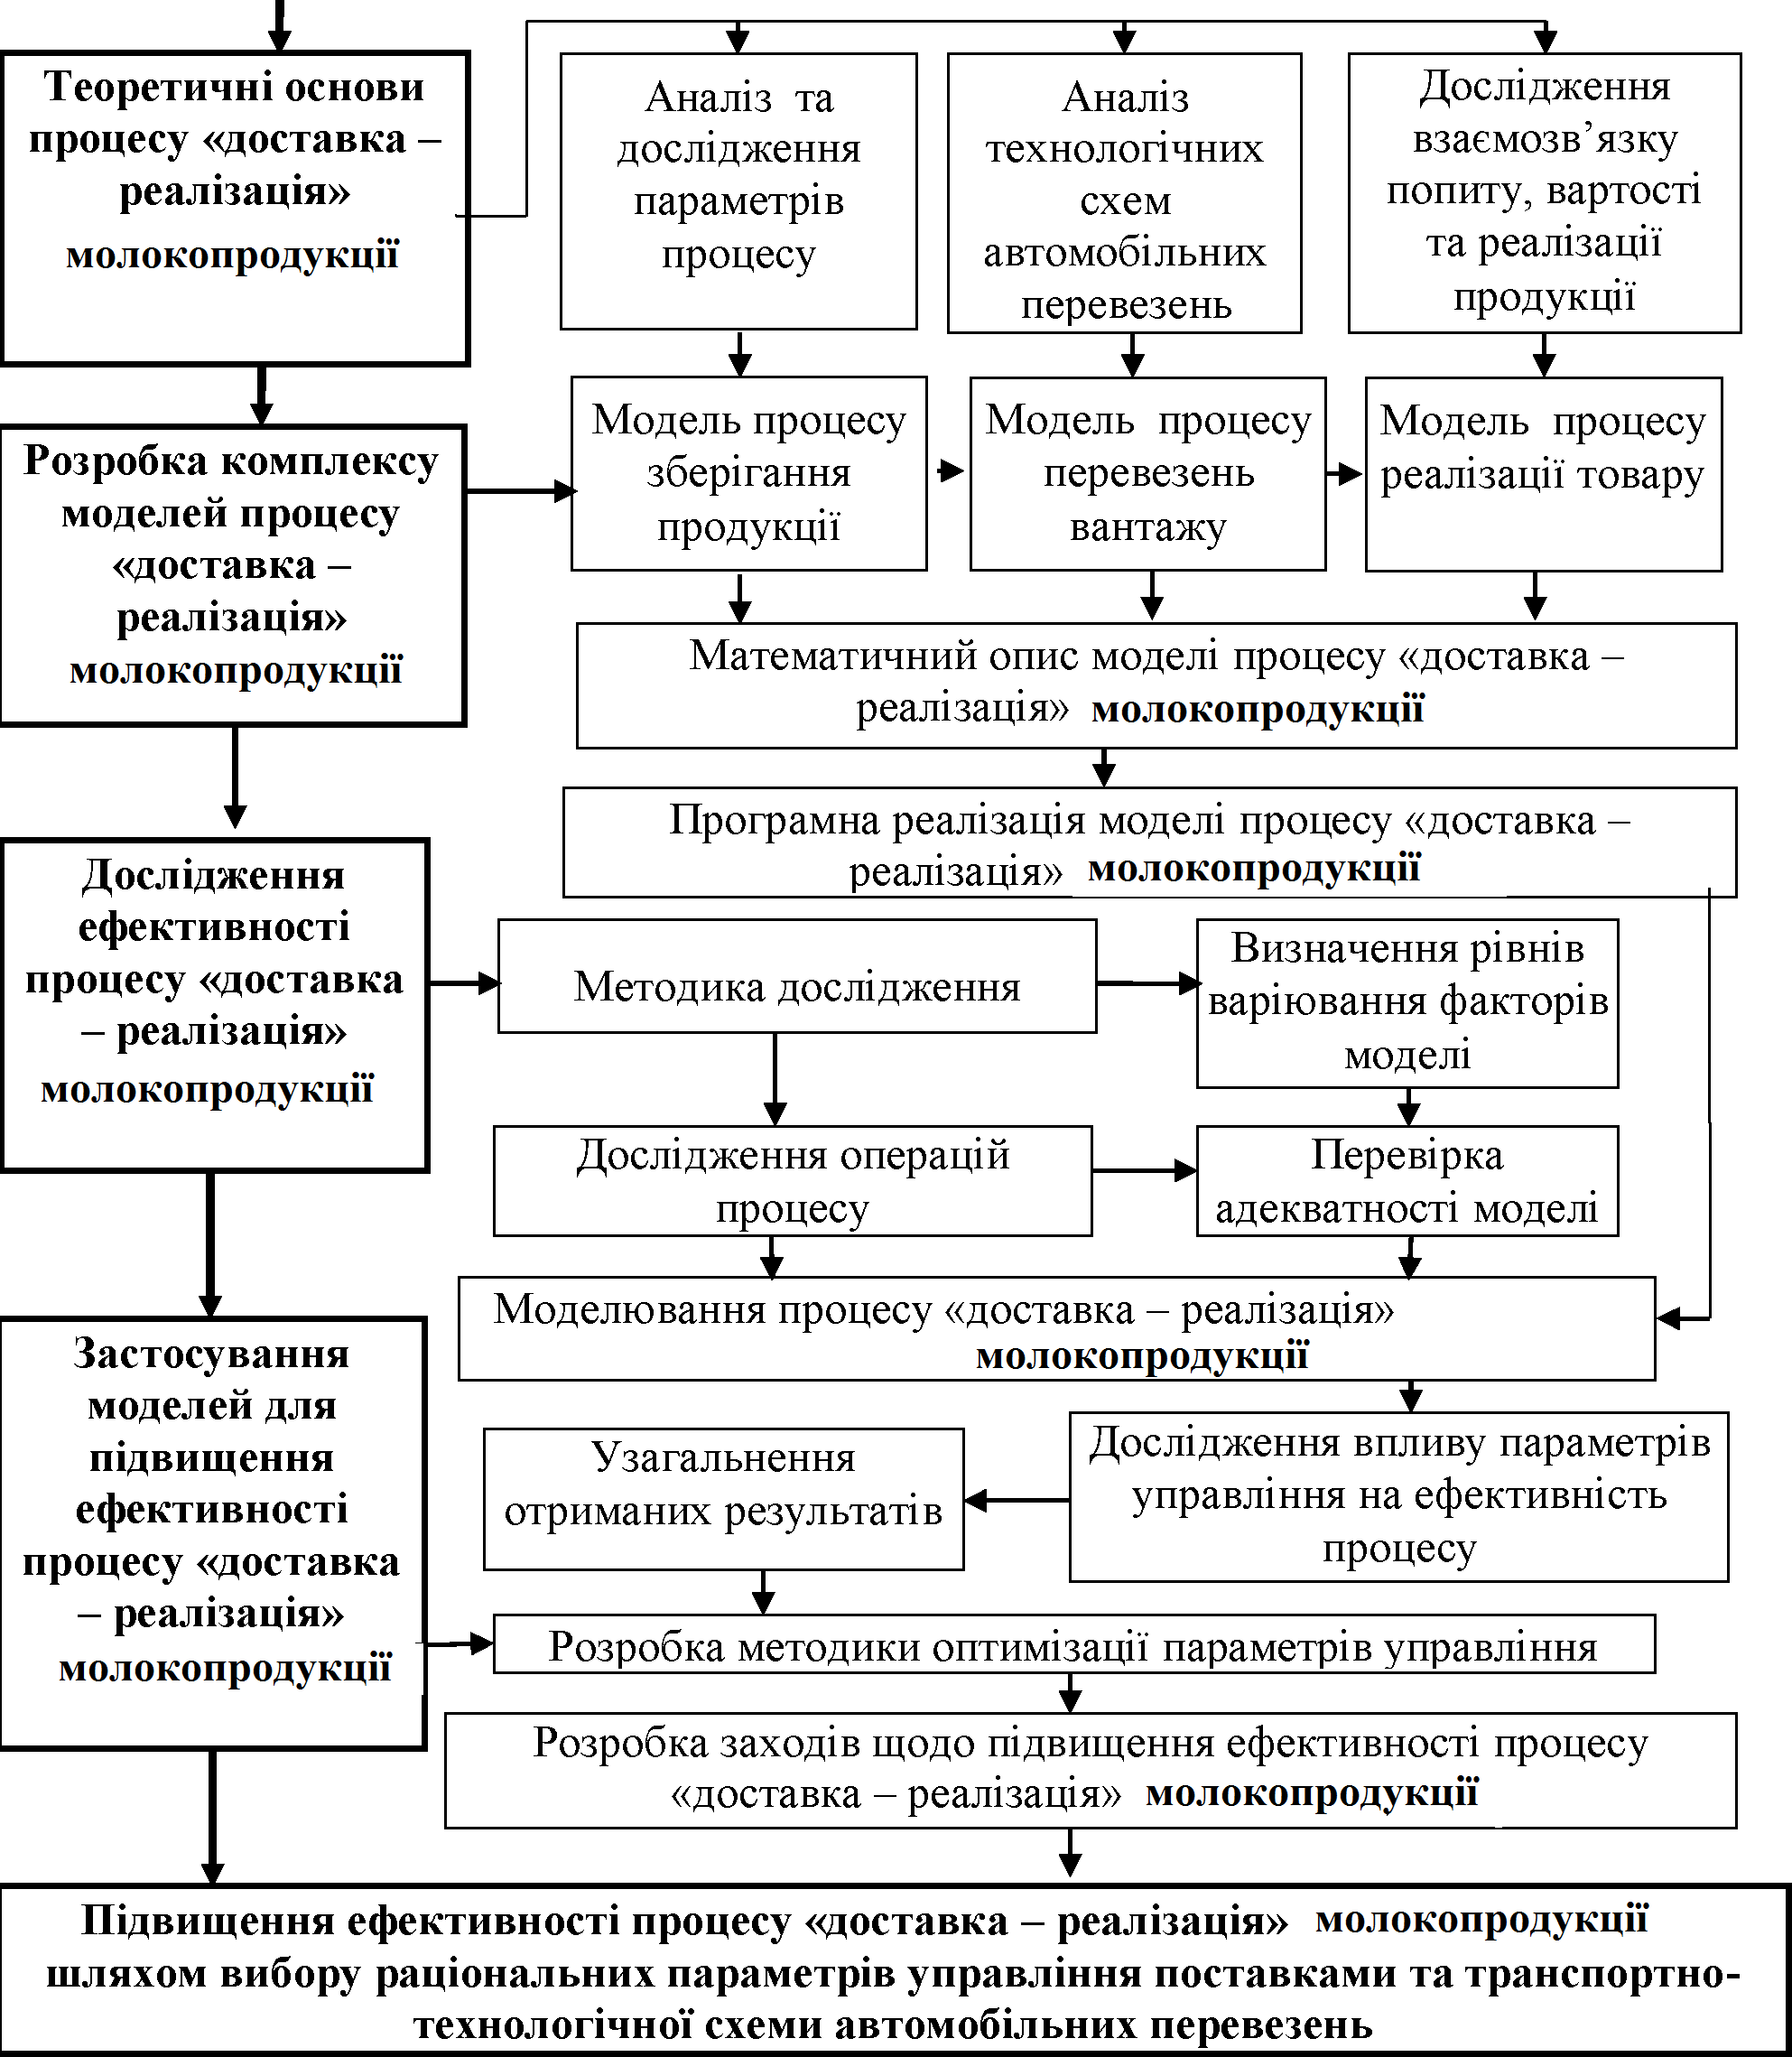 Теоретичні основи
процесу «доставка –
реалізація»
молокопродукції
Аналіз та
дослідження
параметрів
процесу
Аналіз
технологічних
схем
автомобільних
перевезень
Дослідження
взаємозв’язку
попиту, вартості
та реалізації
продукції
Розробка комплексу
моделей процесу
«доставка –
реалізація»
молокопродукції
Модель процесу
зберігання
продукції
Модель процесу
перевезень
вантажу
Модель процесу
реалізації товару
Математичний опис моделі процесу «доставка –
реалізація» молокопродукції
Програмна реалізація моделі процесу «доставка –
реалізація» молокопродукції
Дослідження
ефективності
процесу «доставка
– реалізація»
молокопродукції
Методика дослідження
Визначення рівнів
варіювання факторів
моделі
Дослідження операцій
процесу
Перевірка
адекватності моделі
Моделювання процесу «доставка – реалізація»
молокопродукції
Застосування
моделей для
підвищення
ефективності
процесу «доставка
– реалізація»
молокопродукції
Узагальнення
отриманих результатів
Дослідження впливу параметрів
управління на ефективність
процесу
Розробка методики оптимізації параметрів управління
Розробка заходів щодо підвищення ефективності процесу
«доставка – реалізація» молокопродукції
Підвищення ефективності процесу «доставка – реалізація» молокопродукції
шляхом вибору раціональних параметрів управління поставками та транспортно-
технологічної схеми автомобільних перевезень